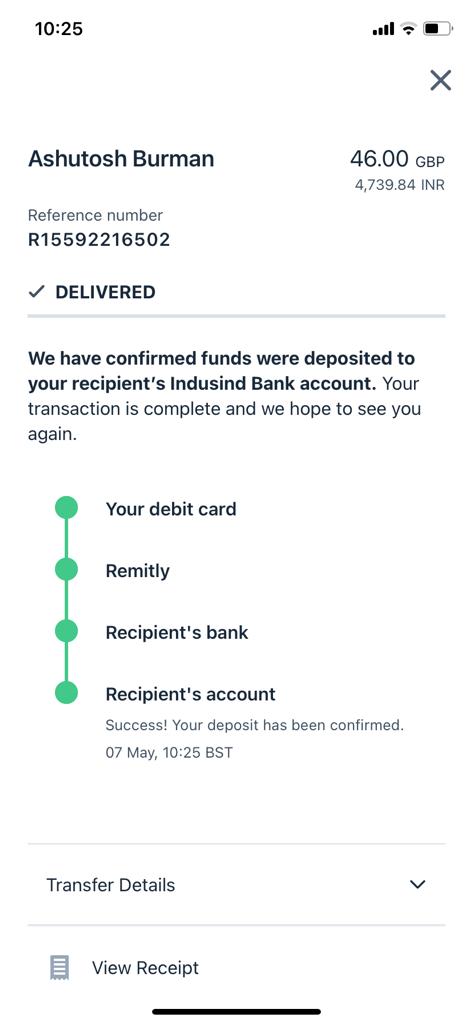 10:25
Ashutosh Burman
46.00 GBP
4,739.84 INR
Reference number
R15592216502
DELIVERED
We have confirmed funds were deposited to
your recipient’s Indusind Bank account. Your
transaction is complete and we hope to see you
again.
Your debit card
Remitly
Recipient's bank
Recipient's account
Success! Your deposit has been confirmed.
07 May, 10:25 BST
Transfer Details
View Receipt